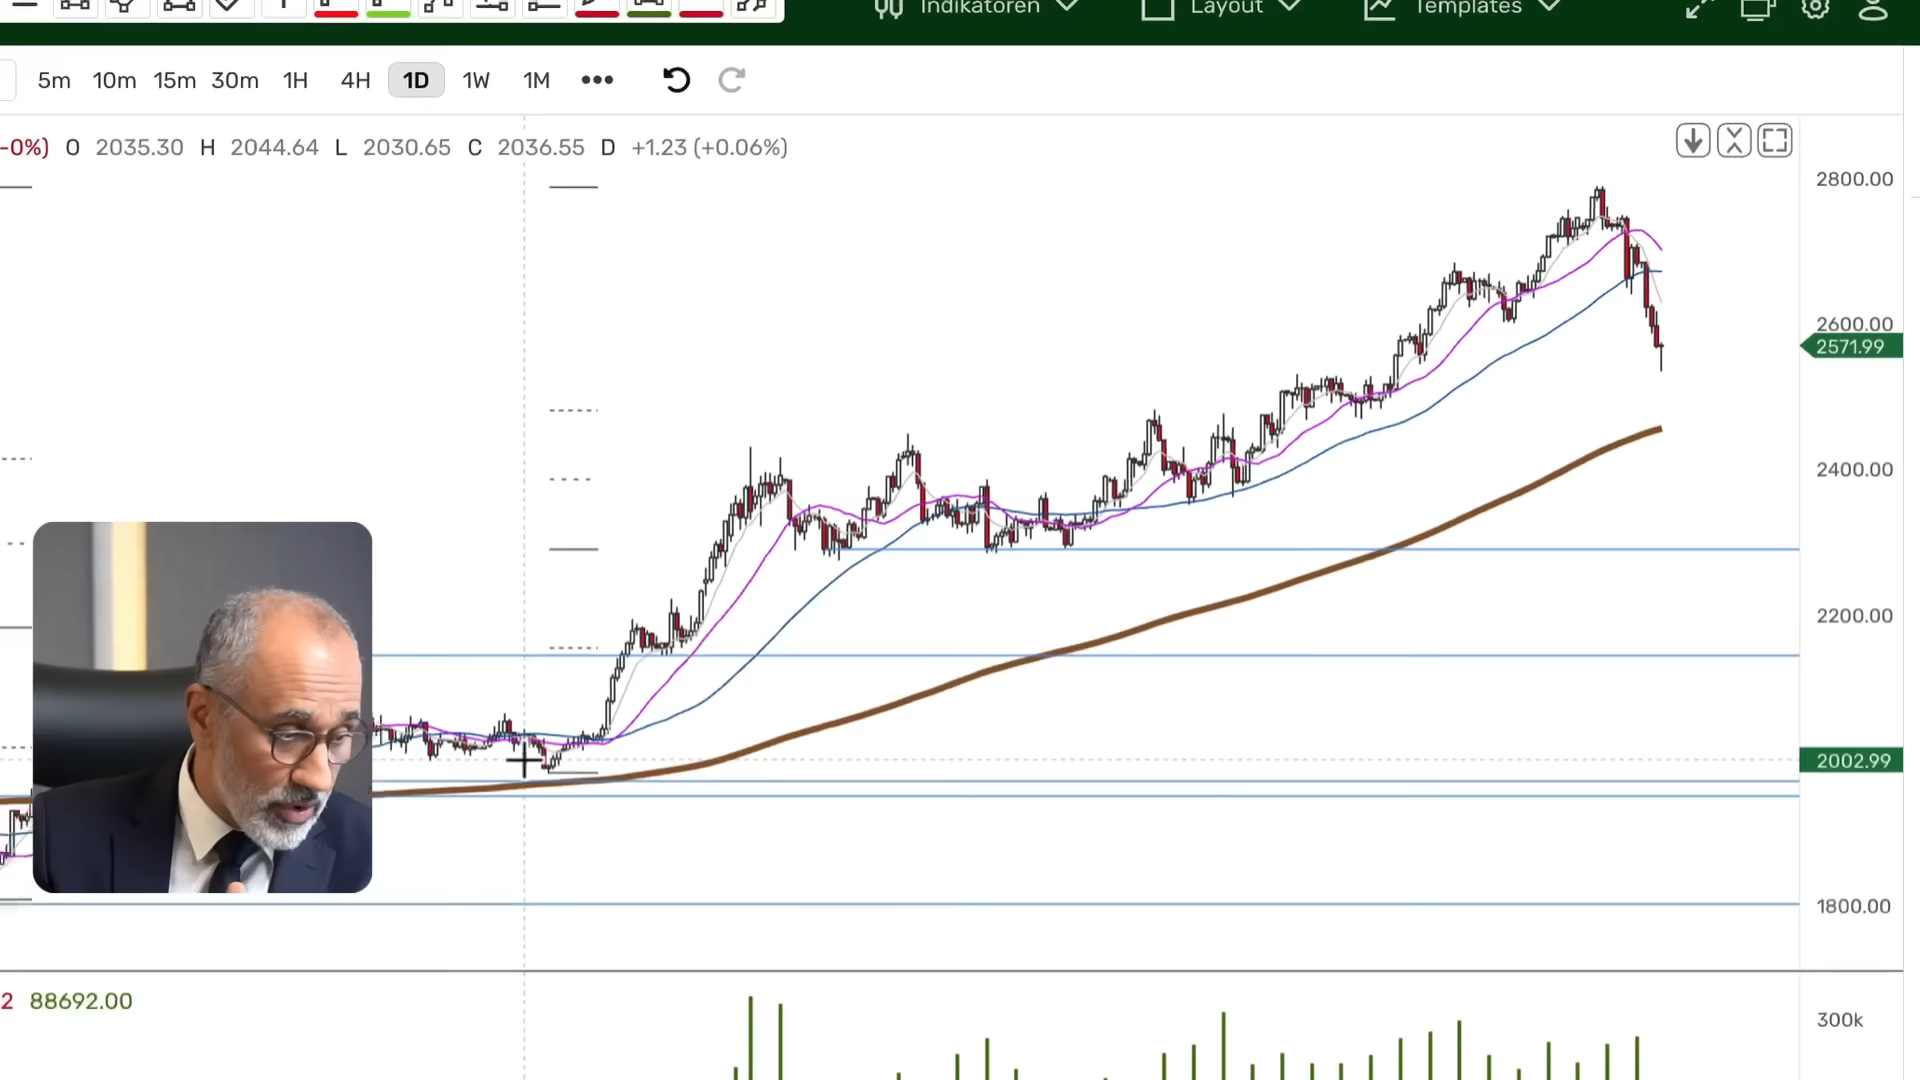 Indikatoren Layout Templates
5m 10m 15m 30m 1H 4H 1D 1W 1M •••
-0%) O 2035.30 H 2044.64 L 2030.65 C 2036.55 D +1.23 (+0.06%)
2800.00
2600.00
2571.99
2400.00
2200.00
2002.99
1800.00
2 88692.00
300k